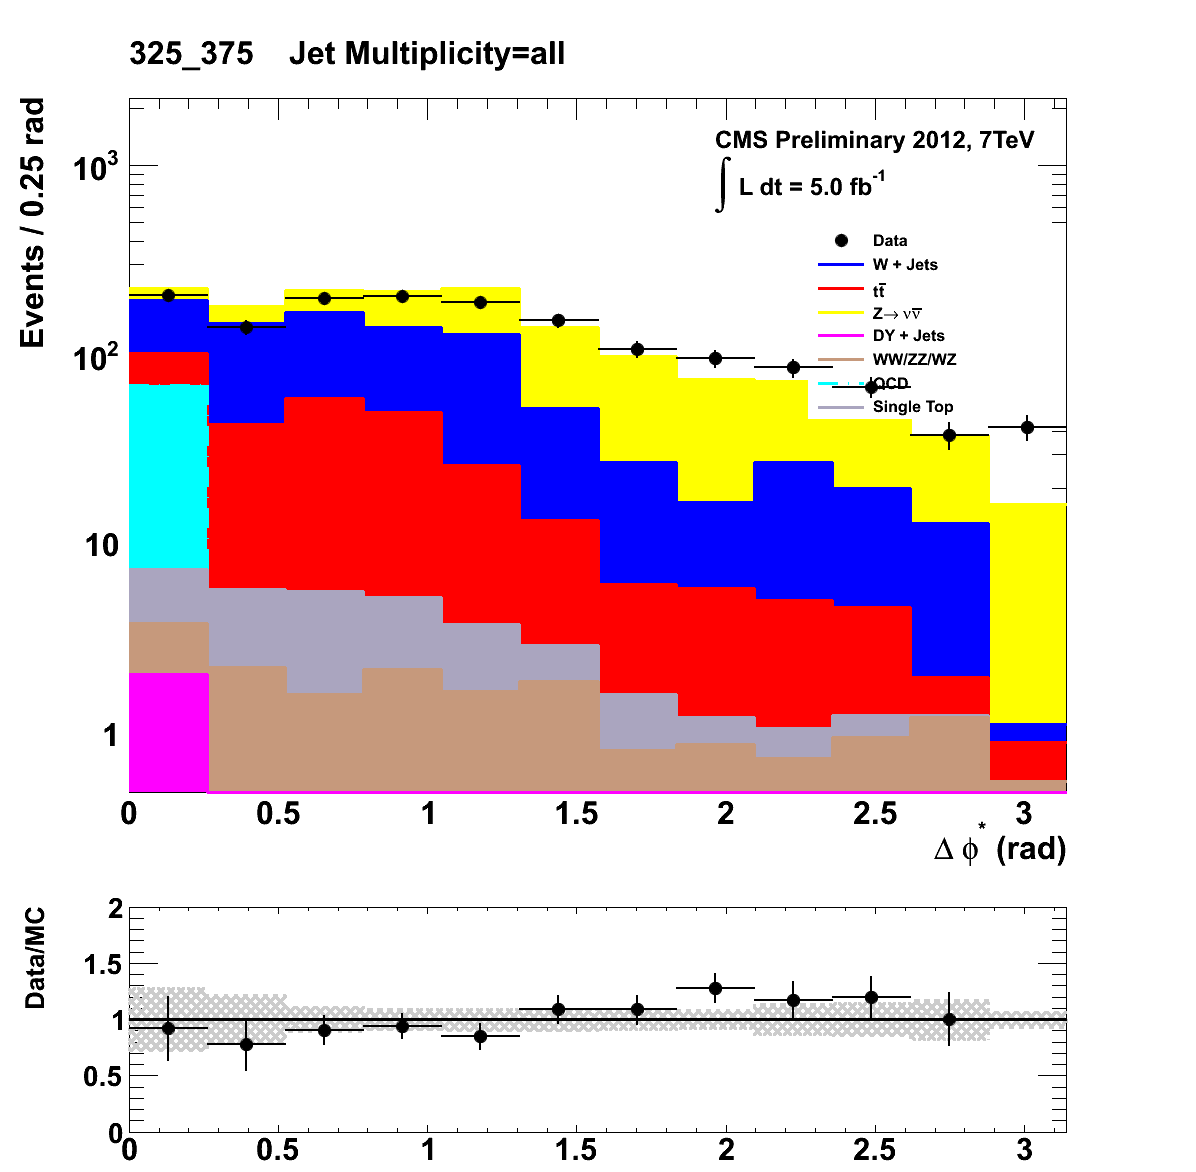 325_375    Jet Multiplicity=all
Events / 0.25 rad
CMS Preliminary 2012, 7TeV
∫ L dt = 5.0 fb⁻¹
Data
W + Jets
tt̅
Z→ νν̅
DY + Jets
WW/ZZ/WZ
QCD
Single Top
10³
10²
10
1
0 0.5 1 1.5 2 2.5 3
Δ ϕ* (rad)
Data/MC
2
1.5
1
0.5
0
0 0.5 1 1.5 2 2.5 3